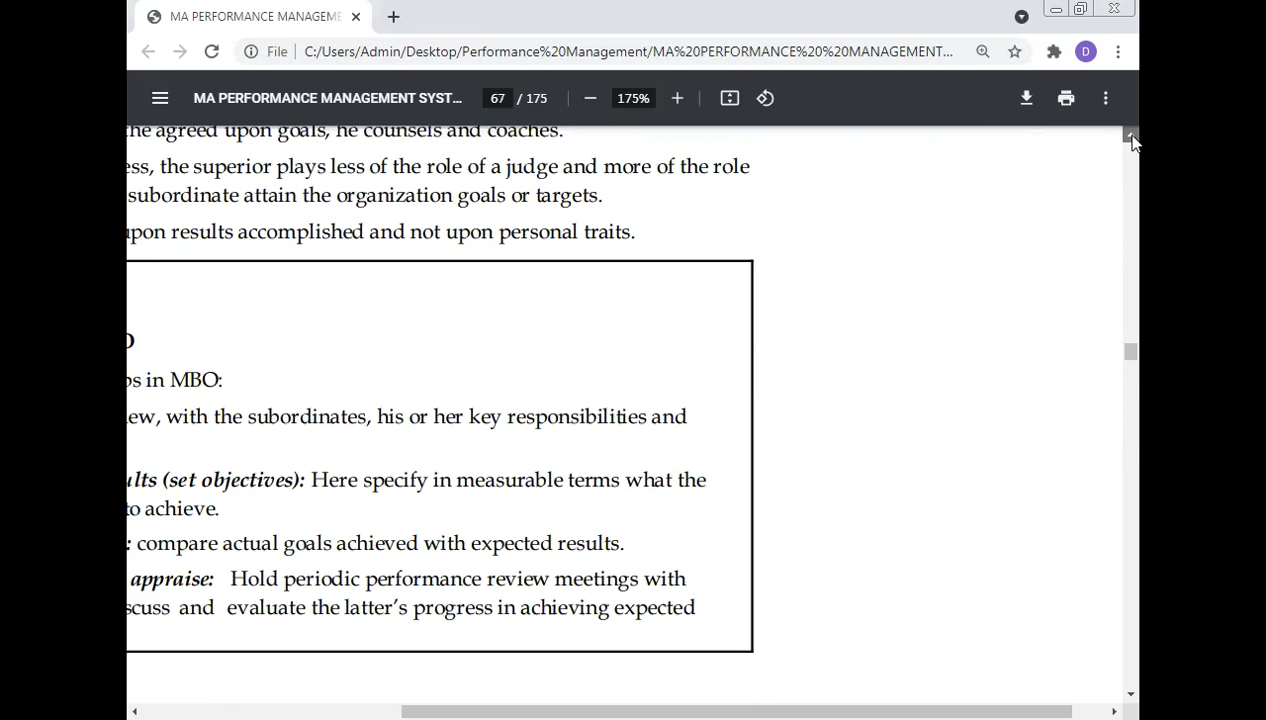 MA PERFORMANCE MANAGEME
File C:/Users/Admin/Desktop/Performance%20Management/MA%20PERFORMANCE%20%20MANAGEMENT...
D
MA PERFORMANCE MANAGEMENT SYST... 67 / 175 175%
the agreed upon goals, he counsels and coaches.
ess, the superior plays less of the role of a judge and more of the role
subordinate attain the organization goals or targets.
upon results accomplished and not upon personal traits.
O
ps in MBO:
ew, with the subordinates, his or her key responsibilities and
ults (set objectives): Here specify in measurable terms what the
to achieve.
: compare actual goals achieved with expected results.
appraise: Hold periodic performance review meetings with
scuss and evaluate the latter's progress in achieving expected